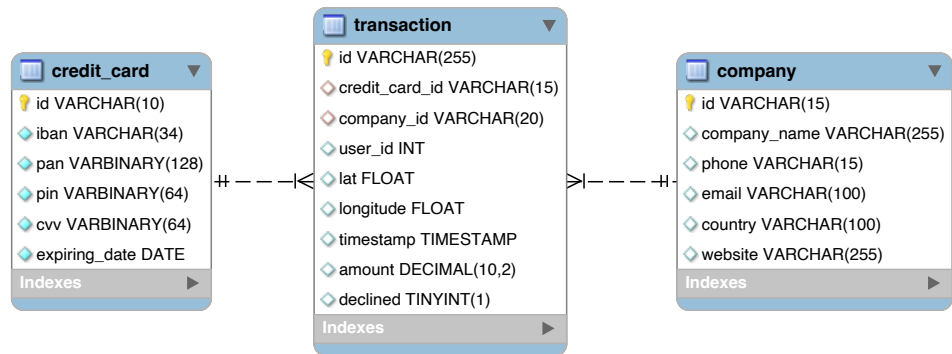 credit_card
id VARCHAR(10)
iban VARCHAR(34)
pan VARBINARY(128)
pin VARBINARY(64)
cvv VARBINARY(64)
expiring_date DATE
Indexes
transaction
id VARCHAR(255)
credit_card_id VARCHAR(15)
company_id VARCHAR(20)
user_id INT
lat FLOAT
longitude FLOAT
timestamp TIMESTAMP
amount DECIMAL(10,2)
declined TINYINT(1)
Indexes
company
id VARCHAR(15)
company_name VARCHAR(255)
phone VARCHAR(15)
email VARCHAR(100)
country VARCHAR(100)
website VARCHAR(255)
Indexes